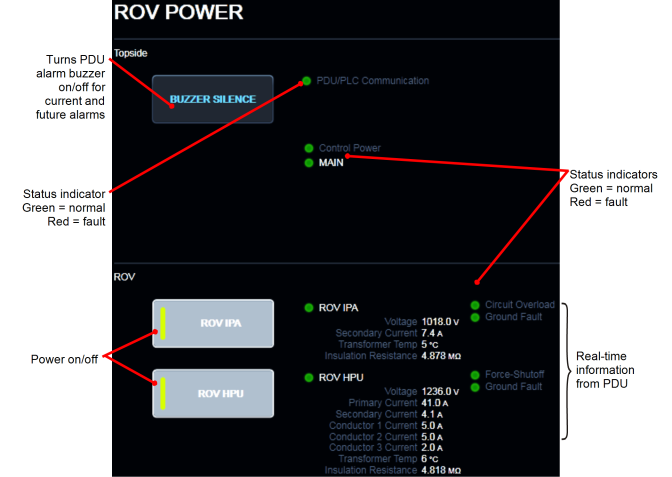 ROV POWER
Topside
Turns PDU
alarm buzzer
on/off for
current and
future alarms
BUZZER SILENCE
PDU/PLC Communication
Control Power
MAIN
Status indicator
Green = normal
Red = fault
Status indicators
Green = normal
Red = fault
ROV
ROV IPA
ROV IPA
Voltage 1018.0 V
Secondary Current 7.4 A
Transformer Temp 5 °C
Insulation Resistance 4.878 MΩ
Circuit Overload
Ground Fault
Power on/off
ROV HPU
ROV HPU
Voltage 1236.0 V
Primary Current 41.0 A
Secondary Current 4.1 A
Conductor 1 Current 5.0 A
Conductor 2 Current 5.0 A
Conductor 3 Current 2.0 A
Transformer Temp 6 °C
Insulation Resistance 4.818 MΩ
Force-Shutoff
Ground Fault
Real-time
information
from PDU